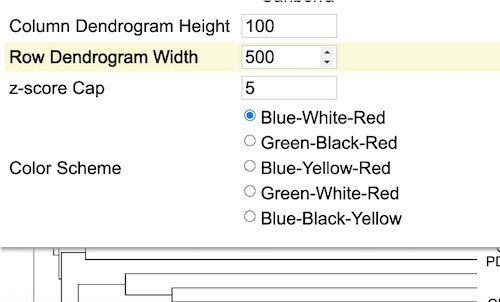 Column Dendrogram Height 100
Row Dendrogram Width 500
z-score Cap 5
Blue-White-Red
Green-Black-Red
Color Scheme Blue-Yellow-Red
Green-White-Red
Blue-Black-Yellow